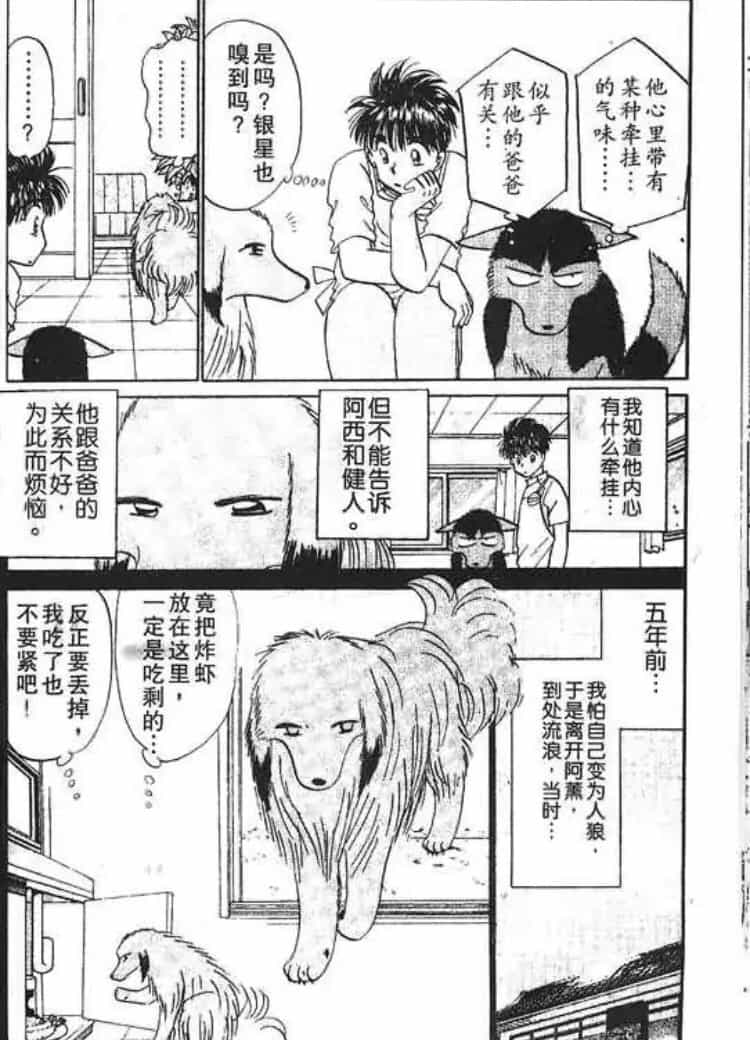 他心里带有
某种牵挂……
的气味……
似乎
跟他的爸爸
有关…
是吗？银星也
嗅到吗？
…………
………？
我知道他内心
有什么牵挂…
但不能告诉
阿西和健人。
他跟爸爸的
关系不好，
为此而烦恼。
五年前…
我怕自己变为人狼，
于是离开阿薰，
到处流浪，当时…
竟把炸虾
放在这里，
一定是吃剩的…
反正要丢掉，
我吃了也
不要紧吧！